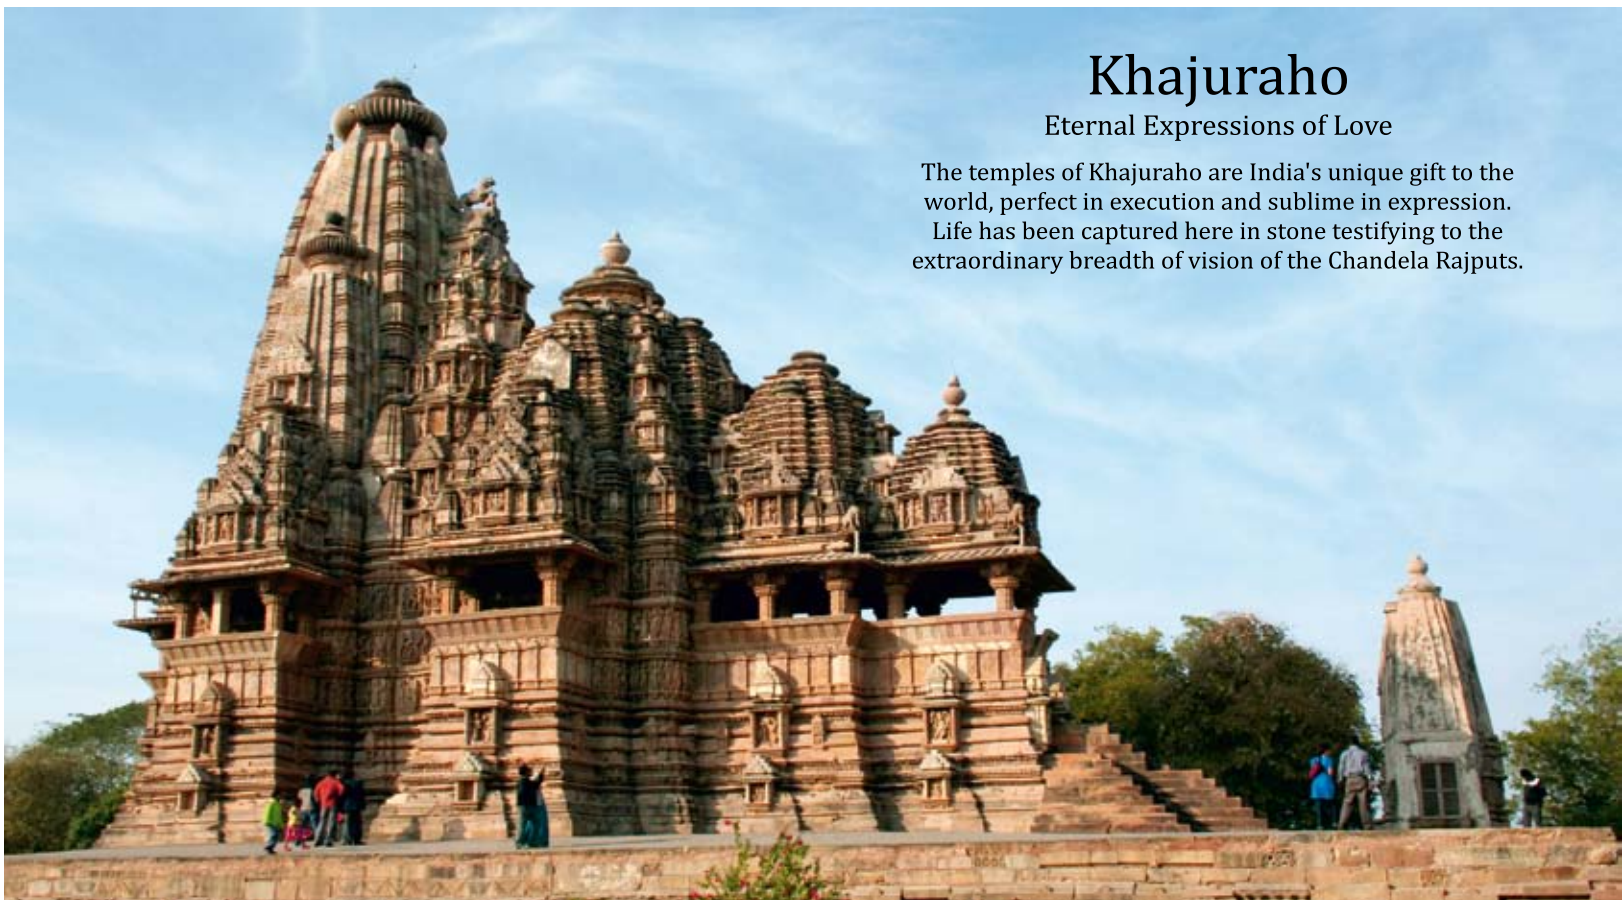 Khajuraho
Eternal Expressions of Love
The temples of Khajuraho are India's unique gift to the
world, perfect in execution and sublime in expression.
Life has been captured here in stone testifying to the
extraordinary breadth of vision of the Chandela Rajputs.